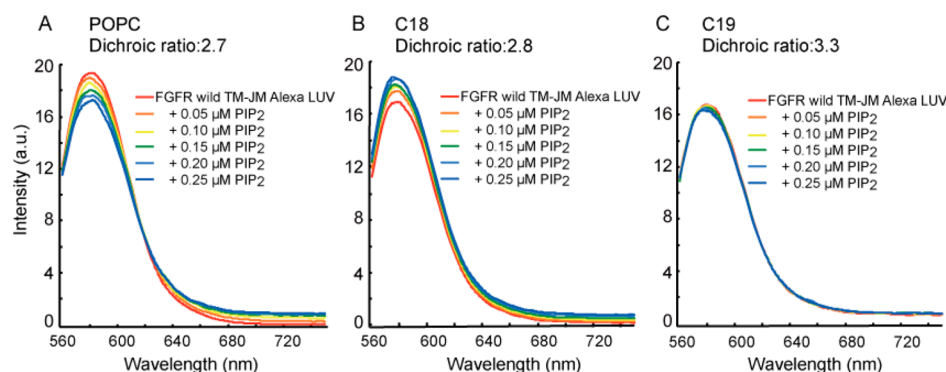 A POPC
Dichroic ratio:2.7
Intensity (a.u.)
20
16
12
8
4
0
FGFR wild TM-JM Alexa LUV
+ 0.05 µM PIP2
+ 0.10 µM PIP2
+ 0.15 µM PIP2
+ 0.20 µM PIP2
+ 0.25 µM PIP2
560 600 640 680 720
Wavelength (nm)
B C18
Dichroic ratio:2.8
20
16
12
8
4
0
FGFR wild TM-JM Alexa LUV
+ 0.05 µM PIP2
+ 0.10 µM PIP2
+ 0.15 µM PIP2
+ 0.20 µM PIP2
+ 0.25 µM PIP2
560 600 640 680 720
Wavelength (nm)
C C19
Dichroic ratio:3.3
20
16
12
8
4
0
FGFR wild TM-JM Alexa LUV
+ 0.05 µM PIP2
+ 0.10 µM PIP2
+ 0.15 µM PIP2
+ 0.20 µM PIP2
+ 0.25 µM PIP2
560 600 640 680 720
Wavelength (nm)